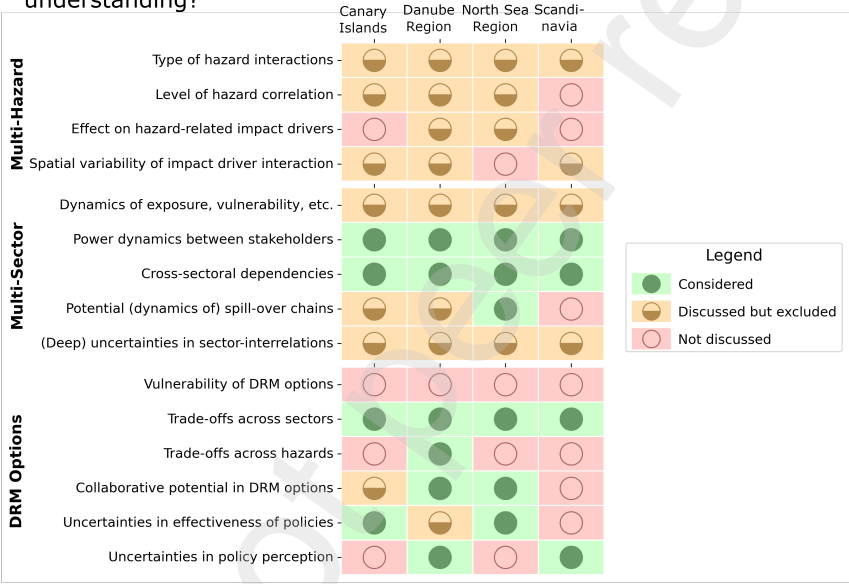 understanding?
Canary Islands
Danube Region
North Sea Region
Scandi-navia
Multi-Hazard
Type of hazard interactions
Level of hazard correlation
Effect on hazard-related impact drivers
Spatial variability of impact driver interaction
Multi-Sector
Dynamics of exposure, vulnerability, etc.
Power dynamics between stakeholders
Cross-sectoral dependencies
Potential (dynamics of) spill-over chains
(Deep) uncertainties in sector-interrelations
DRM Options
Vulnerability of DRM options
Trade-offs across sectors
Trade-offs across hazards
Collaborative potential in DRM options
Uncertainties in effectiveness of policies
Uncertainties in policy perception
Legend
Considered
Discussed but excluded
Not discussed
ot peer re